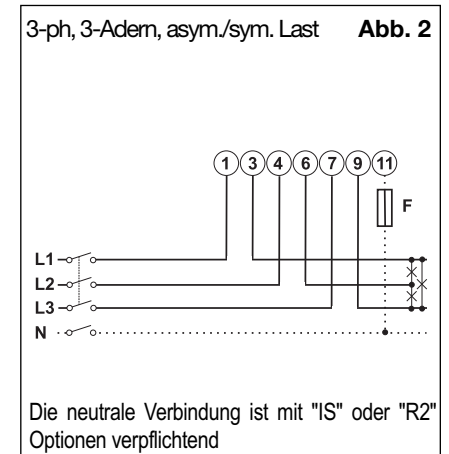 3-ph, 3-Adern, asym./sym. Last Abb. 2
1 3 4 6 7 9 11
F
L1
L2
L3
N
Die neutrale Verbindung ist mit "IS" oder "R2"
Optionen verpflichtend